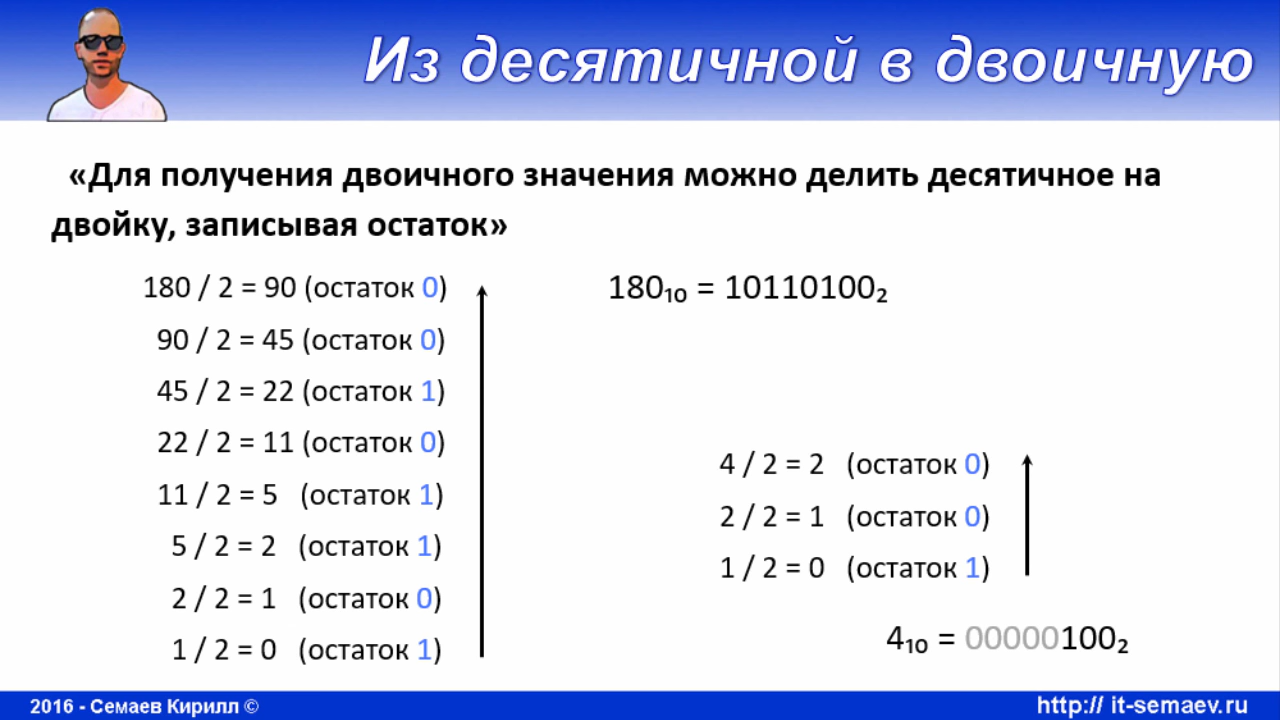 Из десятичной в двоичную
«Для получения двоичного значения можно делить десятичное на
двойку, записывая остаток»
180 / 2 = 90 (остаток 0)
90 / 2 = 45 (остаток 0)
45 / 2 = 22 (остаток 1)
22 / 2 = 11 (остаток 0)
11 / 2 = 5 (остаток 1)
5 / 2 = 2 (остаток 1)
2 / 2 = 1 (остаток 0)
1 / 2 = 0 (остаток 1)
180₁₀ = 10110100₂
4 / 2 = 2 (остаток 0)
2 / 2 = 1 (остаток 0)
1 / 2 = 0 (остаток 1)
4₁₀ = 00000100₂
2016 - Семаев Кирилл ©
http:// it-semaev.ru